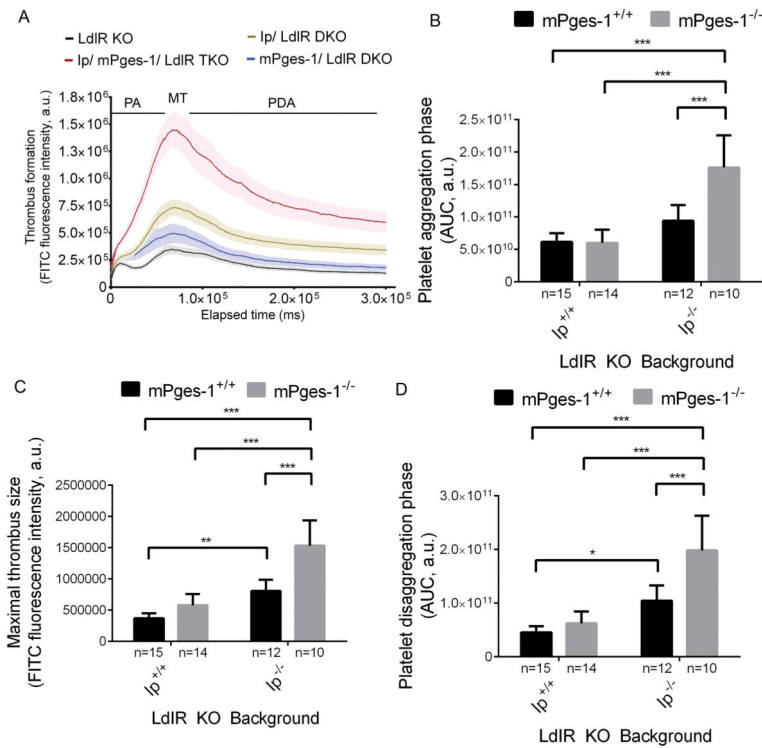 A
LdlR KO
Ip/ LdlR DKO
Ip/ mPges-1/ LdlR TKO
mPges-1/ LdlR DKO
Thrombus formation
(FITC fluorescence intensity, a.u.)
1.8×10⁶
1.5×10⁶
1.3×10⁶
1.0×10⁶
7.5×10⁵
5.0×10⁵
2.5×10⁵
0
PA
MT
PDA
0
1.0×10⁵
2.0×10⁵
3.0×10⁵
Elapsed time (ms)
B
mPges-1⁺/⁺
mPges-1⁻/⁻
***
***
***
Platelet aggregation phase
(AUC, a.u.)
2.5×10¹¹
2.0×10¹¹
1.5×10¹¹
1.0×10¹¹
5.0×10¹⁰
0
n=15
n=14
n=12
n=10
Ip⁺/⁺
Ip⁻/⁻
LdlR KO Background
C
mPges-1⁺/⁺
mPges-1⁻/⁻
***
***
***
**
Maximal thrombus size
(FITC fluorescence intensity, a.u.)
2500000
2000000
1500000
1000000
500000
0
n=15
n=14
n=12
n=10
Ip⁺/⁺
Ip⁻/⁻
LdlR KO Background
D
mPges-1⁺/⁺
mPges-1⁻/⁻
***
***
***
*
Platelet disaggregation phase
(AUC, a.u.)
3.0×10¹¹
2.0×10¹¹
1.0×10¹¹
0
n=15
n=14
n=12
n=10
Ip⁺/⁺
Ip⁻/⁻
LdlR KO Background